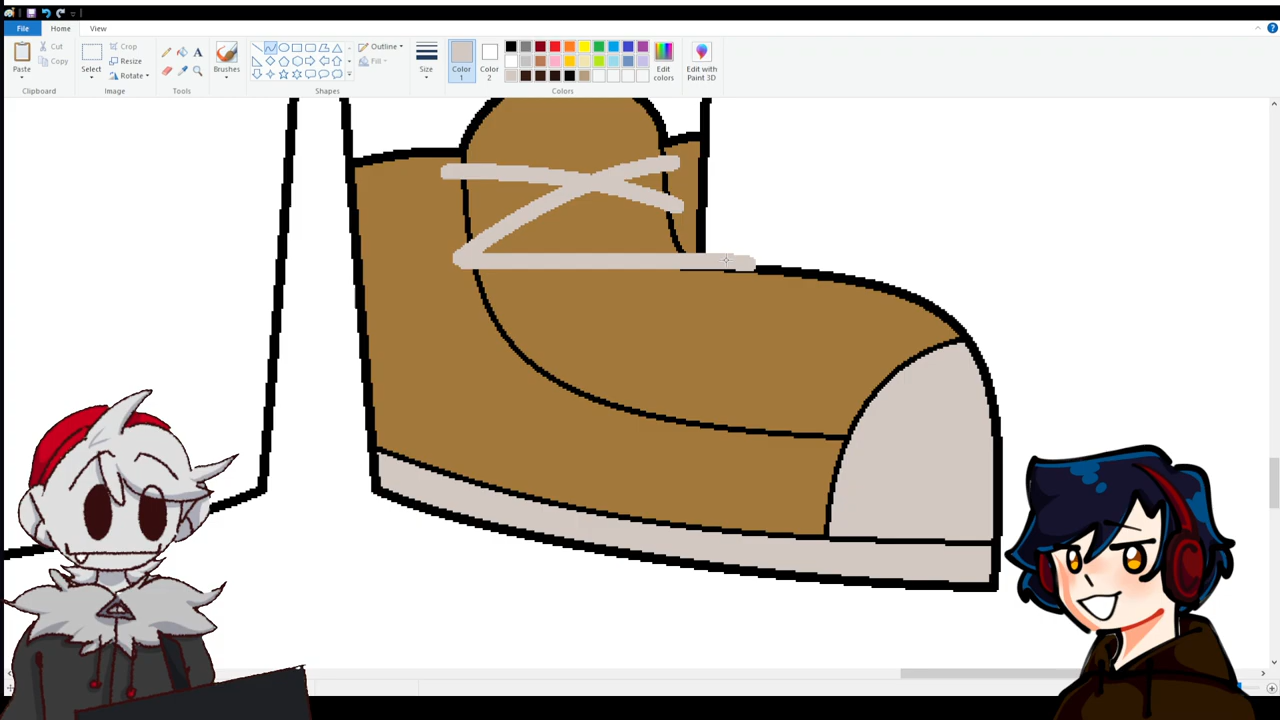 File Home View
Cut
Copy
Paste
Clipboard
Crop
Resize
Rotate
Select
Image
A
Tools
Brushes
Outline
Fill
Shapes
Size
Color 1
Color 2
Edit colors
Colors
Edit with Paint 3D